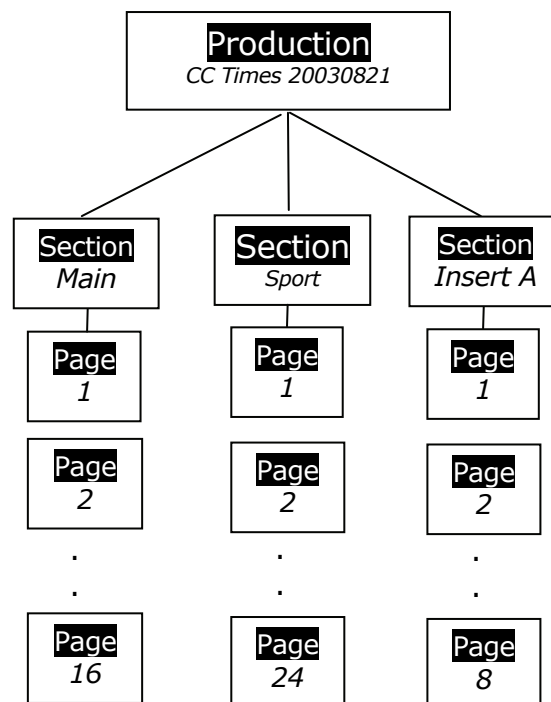 Production
CC Times 20030821
Section
Main
Section
Sport
Section
Insert A
Page
1
Page
1
Page
1
Page
2
Page
2
Page
2
.
.
.
.
.
.
Page
16
Page
24
Page
8